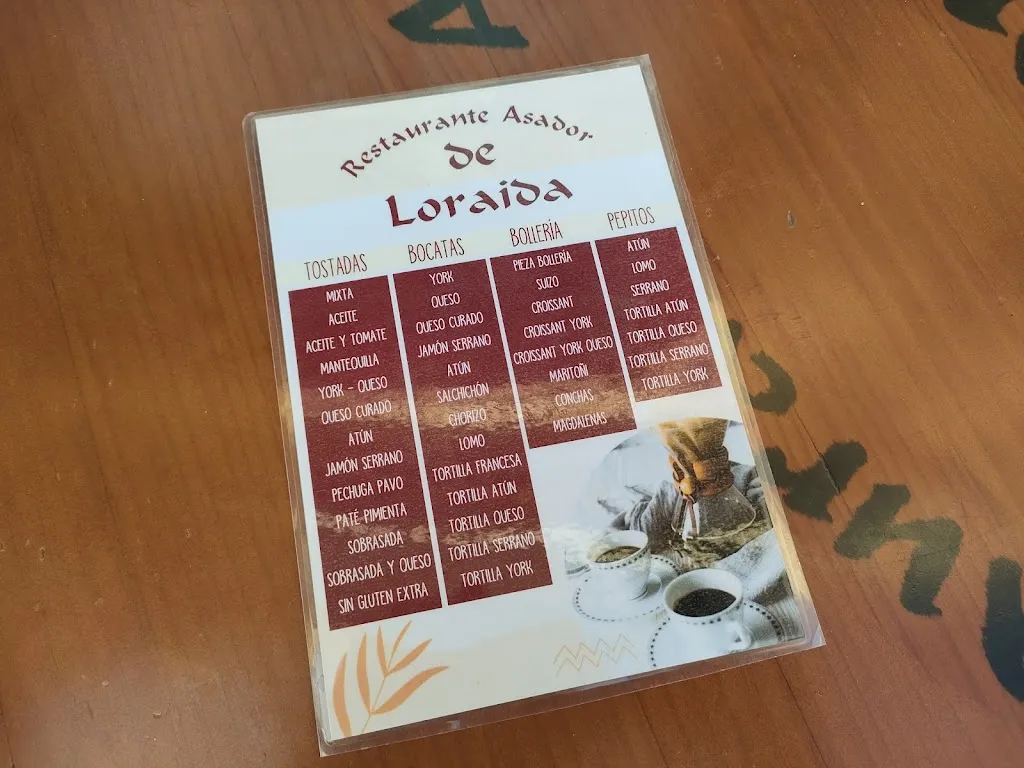 Restaurante Asador
de
Loraida
TOSTADAS
MIXTA
ACEITE
ACEITE Y TOMATE
MANTEQUILLA
YORK - QUESO
QUESO CURADO
ATÚN
JAMÓN SERRANO
PECHUGA PAVO
PATÉ PIMIENTA
SOBRASADA
SOBRASADA Y QUESO
SIN GLUTEN EXTRA
BOCATAS
YORK
QUESO
QUESO CURADO
JAMÓN SERRANO
ATÚN
SALCHICHÓN
CHORIZO
LOMO
TORTILLA FRANCESA
TORTILLA ATÚN
TORTILLA QUESO
TORTILLA SERRANO
TORTILLA YORK
BOLLERÍA
PIEZA BOLLERÍA
SUIZO
CROISSANT
CROISSANT YORK
CROISSANT YORK QUESO
MARITOÑI
CONCHAS
MAGDALENAS
PEPITOS
ATÚN
LOMO
SERRANO
TORTILLA ATÚN
TORTILLA QUESO
TORTILLA SERRANO
TORTILLA YORK